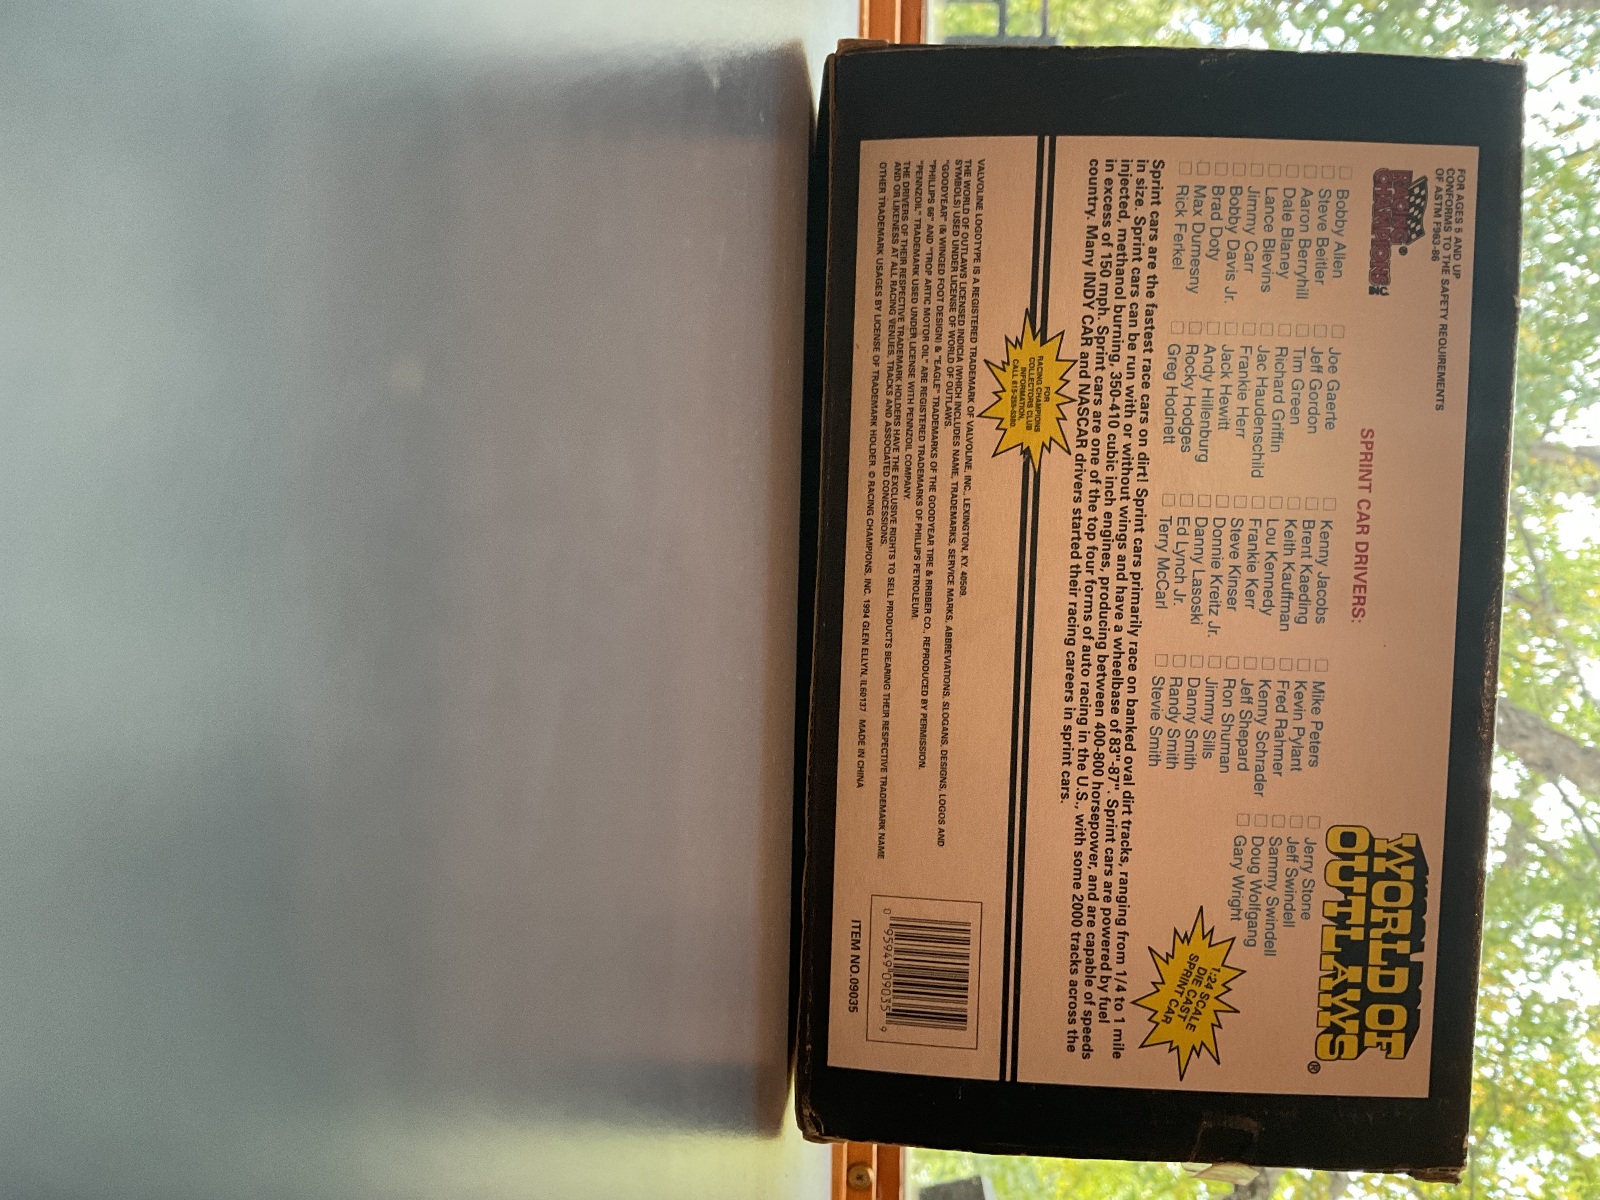 FOR AGES 5 AND UP
CONFORMS TO THE SAFETY REQUIREMENTS
OF ASTM F963-86
RACING CHAMPIONS INC ®
SPRINT CAR DRIVERS:
WORLD OF
OUTLAWS®
Bobby Allen
Steve Beitler
Aaron Berryhill
Dale Blaney
Lance Blevins
Jimmy Carr
Bobby Davis Jr.
Brad Doty
Max Dumesny
Rick Ferkel
Joe Gaerte
Jeff Gordon
Tim Green
Richard Griffin
Jac Haudenschild
Frankie Herr
Jack Hewitt
Andy Hillenburg
Rocky Hodges
Greg Hodnett
Kenny Jacobs
Brent Kaeding
Keith Kauffman
Lou Kennedy
Frankie Kerr
Steve Kinser
Donnie Kreitz Jr.
Danny Lasoski
Ed Lynch Jr.
Terry McCarl
Mike Peters
Kevin Pylant
Fred Rahmer
Kenny Schrader
Jeff Shepard
Ron Shuman
Jimmy Sills
Danny Smith
Randy Smith
Stevie Smith
Jerry Stone
Jeff Swindell
Sammy Swindell
Doug Wolfgang
Gary Wright
1:24 SCALE
DIE CAST
SPRINT CAR
Sprint cars are the fastest race cars on dirt! Sprint cars primarily race on banked oval dirt tracks, ranging from 1/4 to 1 mile
in size. Sprint cars can be run with or without wings and have a wheelbase of 83"-87". Sprint cars are powered by fuel
injected, methanol burning, 350-410 cubic inch engines, producing between 400-800 horsepower, and are capable of speeds
in excess of 150 mph. Sprint cars are one of the top four forms of auto racing in the U.S., with some 2000 tracks across the
country. Many INDY CAR and NASCAR drivers started their racing careers in sprint cars.
FOR
RACING CHAMPIONS
COLLECTORS CLUB
INFORMATION,
CALL 815-255-5380.
VALVOLINE LOGOTYPE IS A REGISTERED TRADEMARK OF VALVOLINE, INC., LEXINGTON, KY. 40509.
THE WORLD OF OUTLAWS LICENSED INDICIA (WHICH INCLUDES NAME, TRADEMARKS, SERVICE MARKS, ABBREVIATIONS, SLOGANS, DESIGNS, LOGOS AND
SYMBOLS) USED UNDER LICENSE OF WORLD OF OUTLAWS.
"GOODYEAR" (& WINGED FOOT DESIGN) & "EAGLE" TRADEMARKS OF THE GOODYEAR TIRE & RRBBER CO., REPRODUCED BY PERMISSION.
"PHILLIPS 66" AND "TROP ARTIC MOTOR OIL" ARE REGISTERED TRADEMARKS OF PHILLIPS PETROLEUM.
"PENNZOIL" TRADEMARK USED UNDER LICENSE WITH PENNZOIL COMPANY.
THE DRIVERS OF THEIR RESPECTIVE TRADEMARK HOLDERS HAVE THE EXCLUSIVE RIGHTS TO SELL PRODUCTS BEARING THEIR RESPECTIVE TRADEMARK NAME
AND OR LIKENESS AT ALL RACING VENUES, TRACKS AND ASSOCIATED CONCESSIONS.
OTHER TRADEMARK USAGES BY LICENSE OF TRADEMARK HOLDER. © RACING CHAMPIONS, INC. 1994 GLEN ELLYN, IL 60137 MADE IN CHINA
0 95949 09035 9
ITEM NO.09035